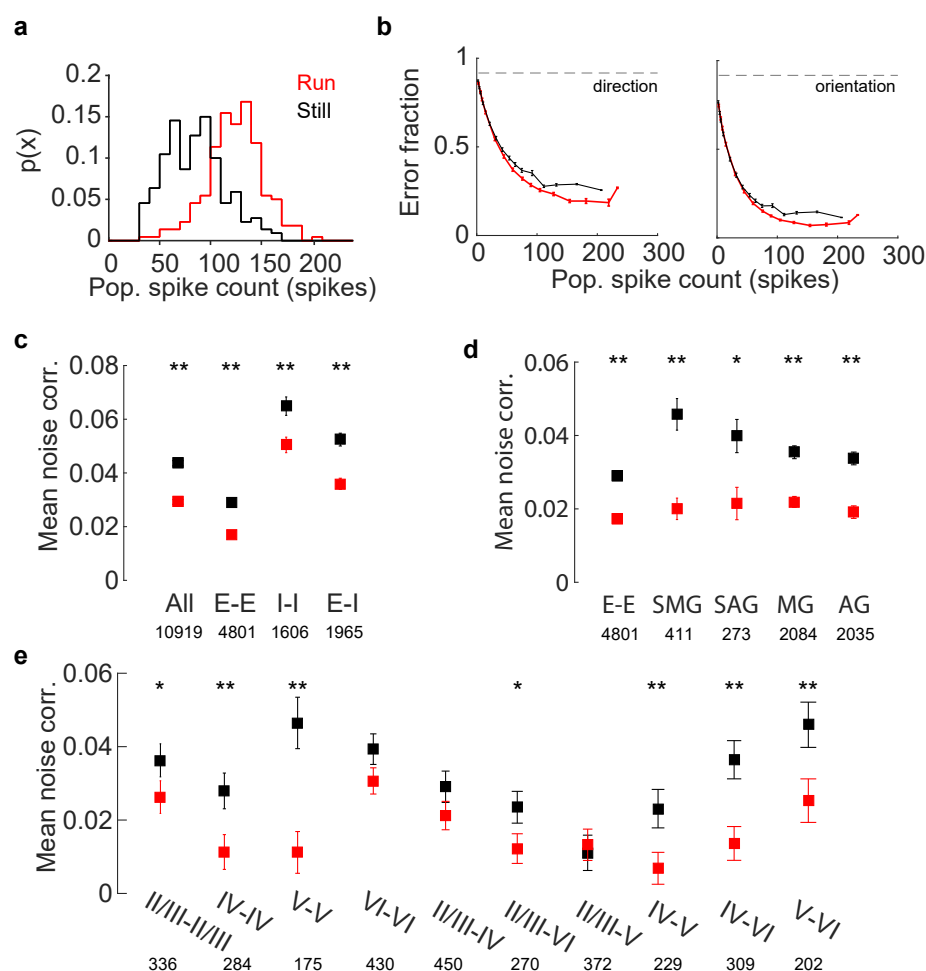 a
0.2
0.15
0.1
0.05
0
p(x)
Run
Still
0 50 100 150 200
Pop. spike count (spikes)
b
1
0.5
0
Error fraction
direction
orientation
0 100 200 300
0 100 200 300
Pop. spike count (spikes)
c
0.08
0.06
0.04
0.02
0
Mean noise corr.
** ** ** **
All E-E I-I E-I
10919 4801 1606 1965
d
0.06
0.04
0.02
0
Mean noise corr.
** ** * ** **
E-E SMG SAG MG AG
4801 411 273 2084 2035
e
0.06
0.04
0.02
0
Mean noise corr.
* ** ** * ** ** **
II/III-II/III IV-IV V-V VI-VI II/III-IV II/III-VI II/III-V IV-V IV-VI V-VI
336 284 175 430 450 270 372 229 309 202